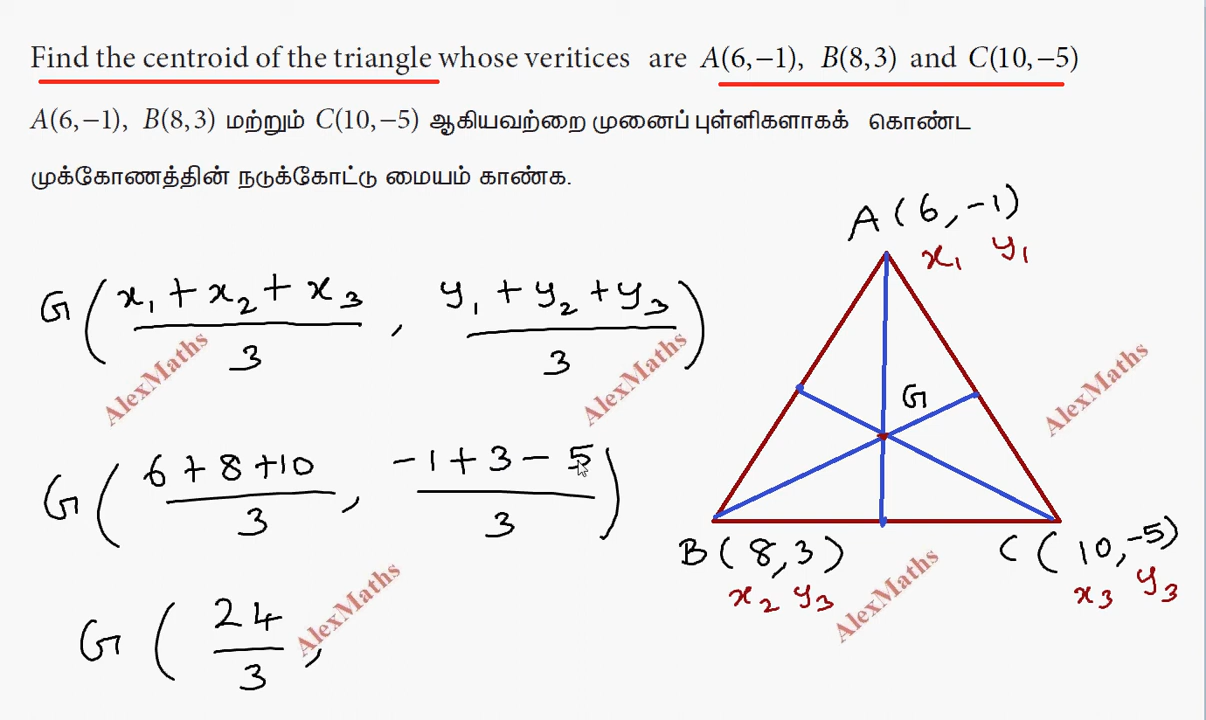 Find the centroid of the triangle whose veritices are A(6,−1), B(8,3) and C(10,−5)
A(6,−1), B(8,3) மற்றும் C(10,−5) ஆகியவற்றை முனைப் புள்ளிகளாகக் கொண்ட
முக்கோணத்தின் நடுக்கோட்டு மையம் காண்க.
A(6,-1)
x₁ y₁
G(x₁+x₂+x₃/3, y₁+y₂+y₃/3)
AlexMaths
AlexMaths
AlexMaths
G
G(6+8+10/3, -1+3-5/3)
B(8,3)
x₂ y₃
C(10,-5)
x₃ y₃
AlexMaths
AlexMaths
G(24/3,